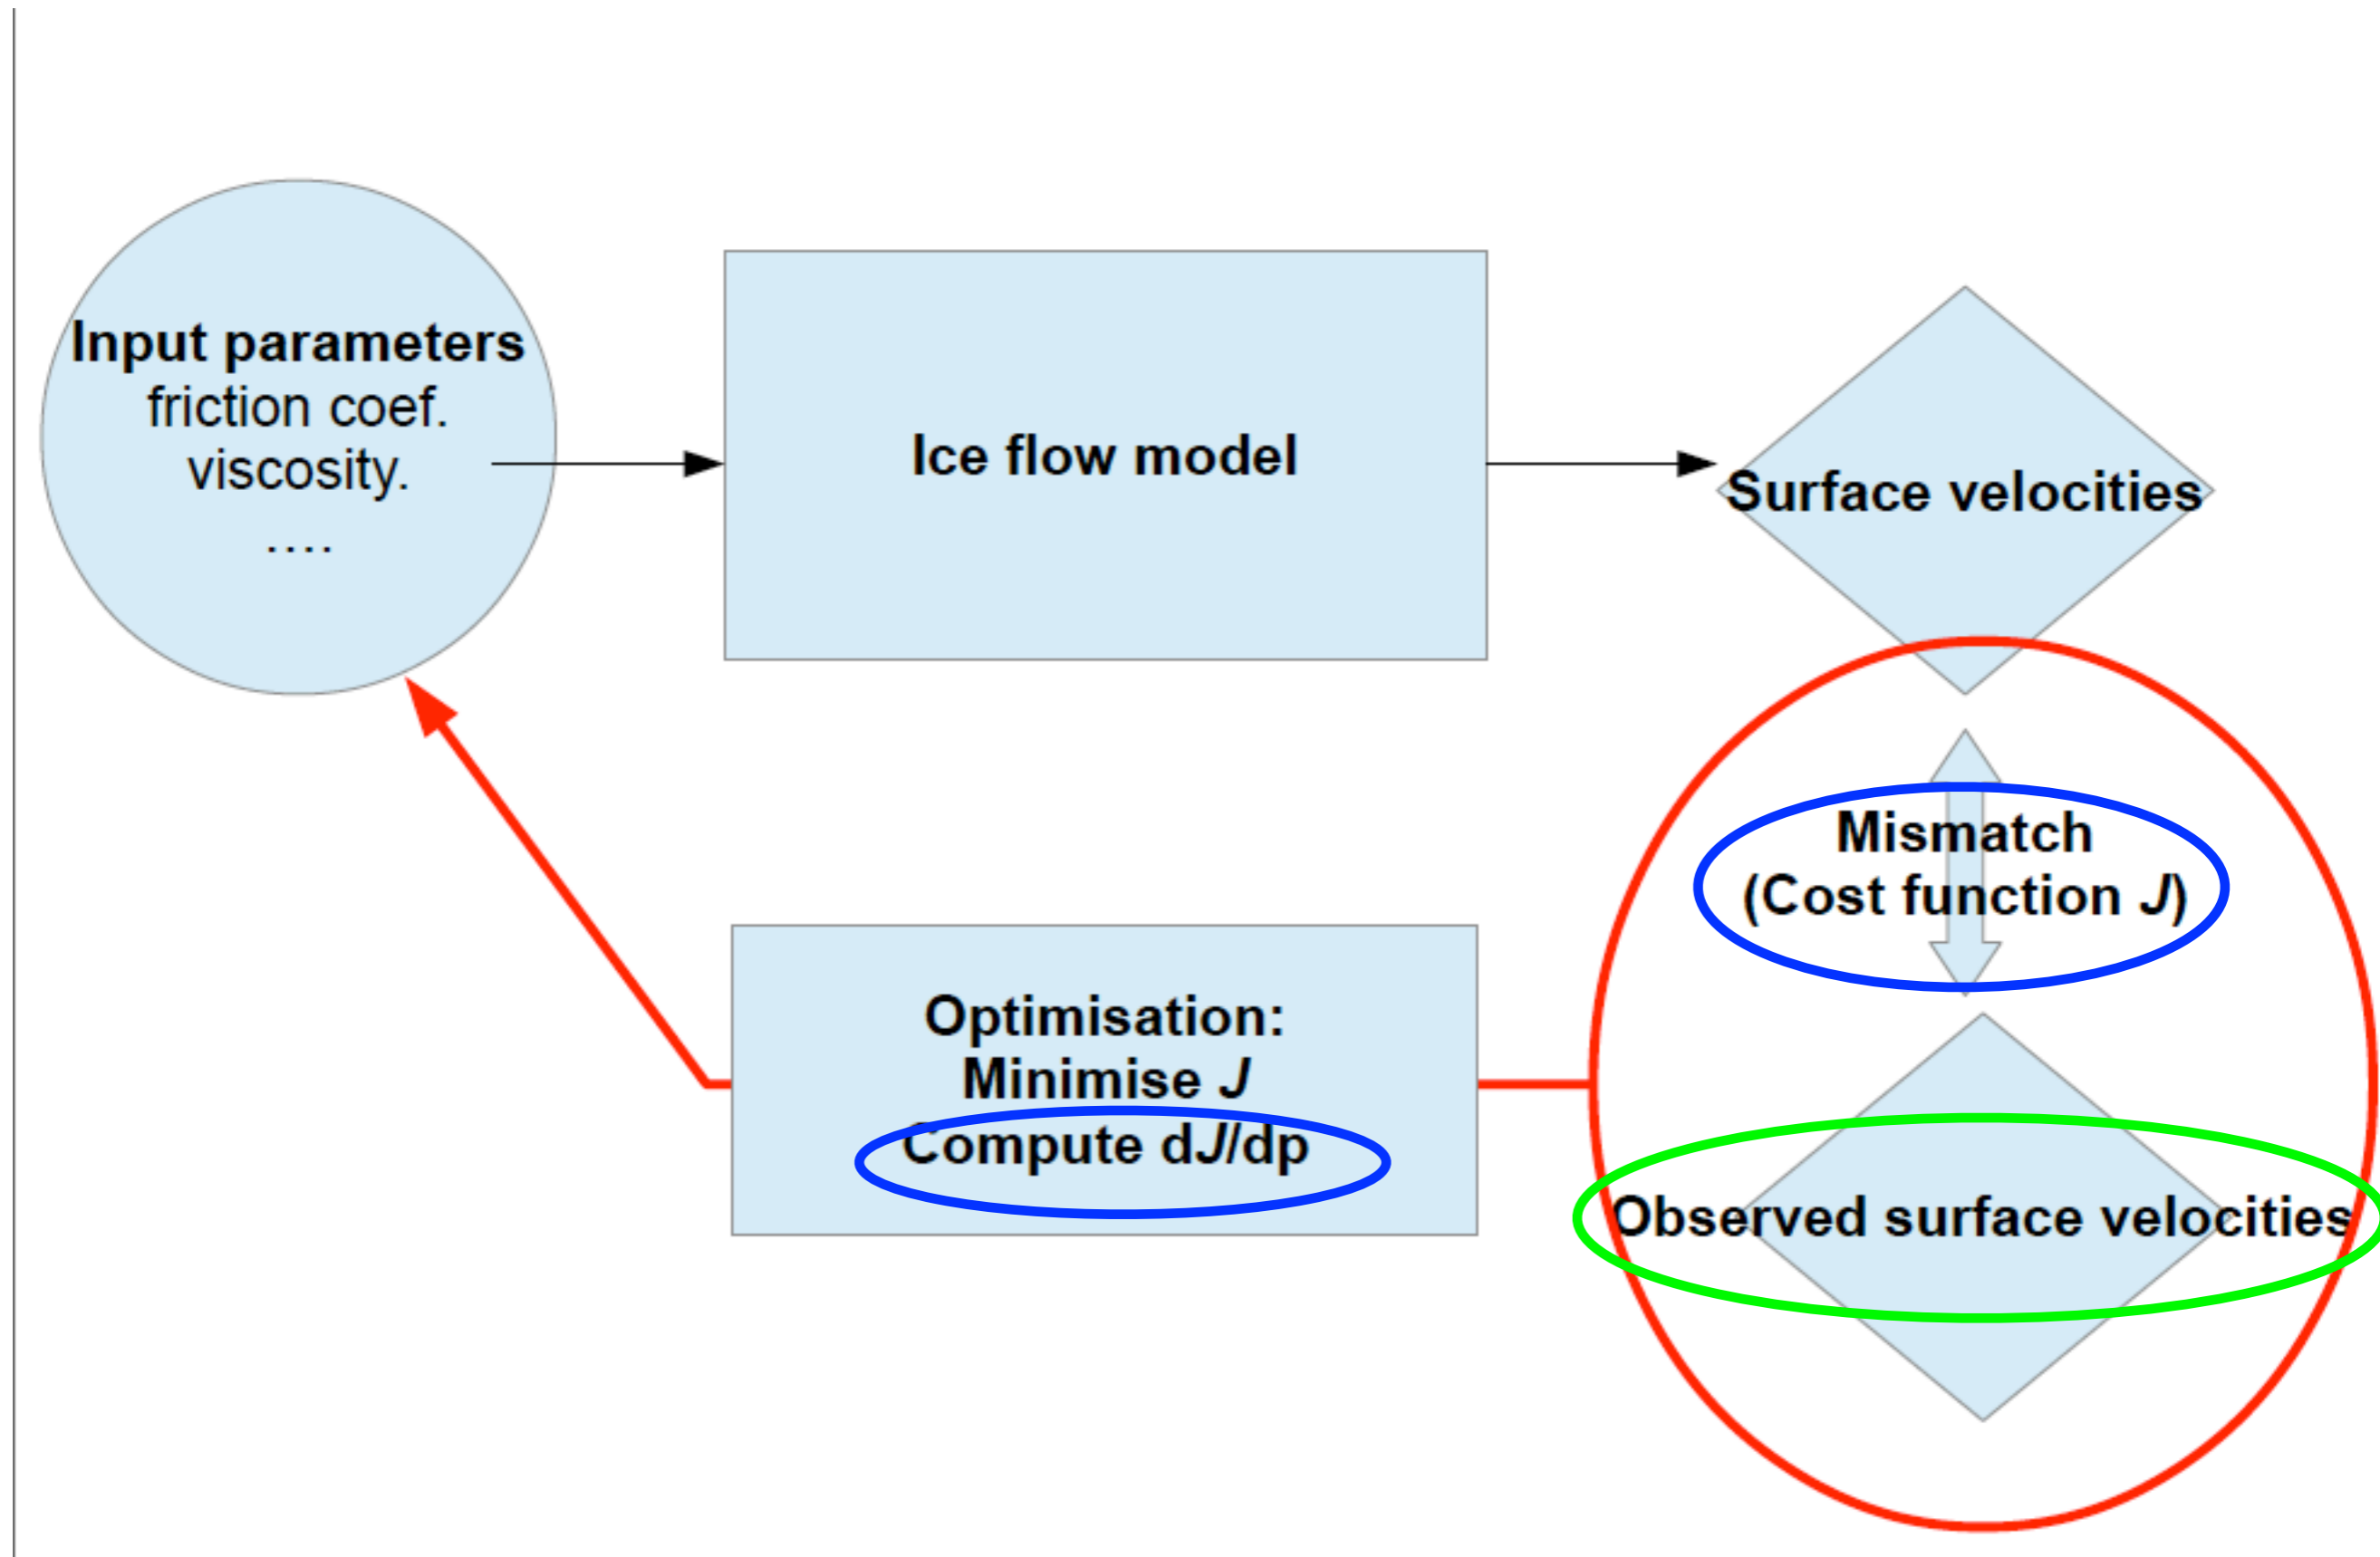 Input parameters
friction coef.
viscosity.
....
Ice flow model
Surface velocities
Mismatch
(Cost function J)
Optimisation:
Minimise J
Compute dJ/dp
Observed surface velocities